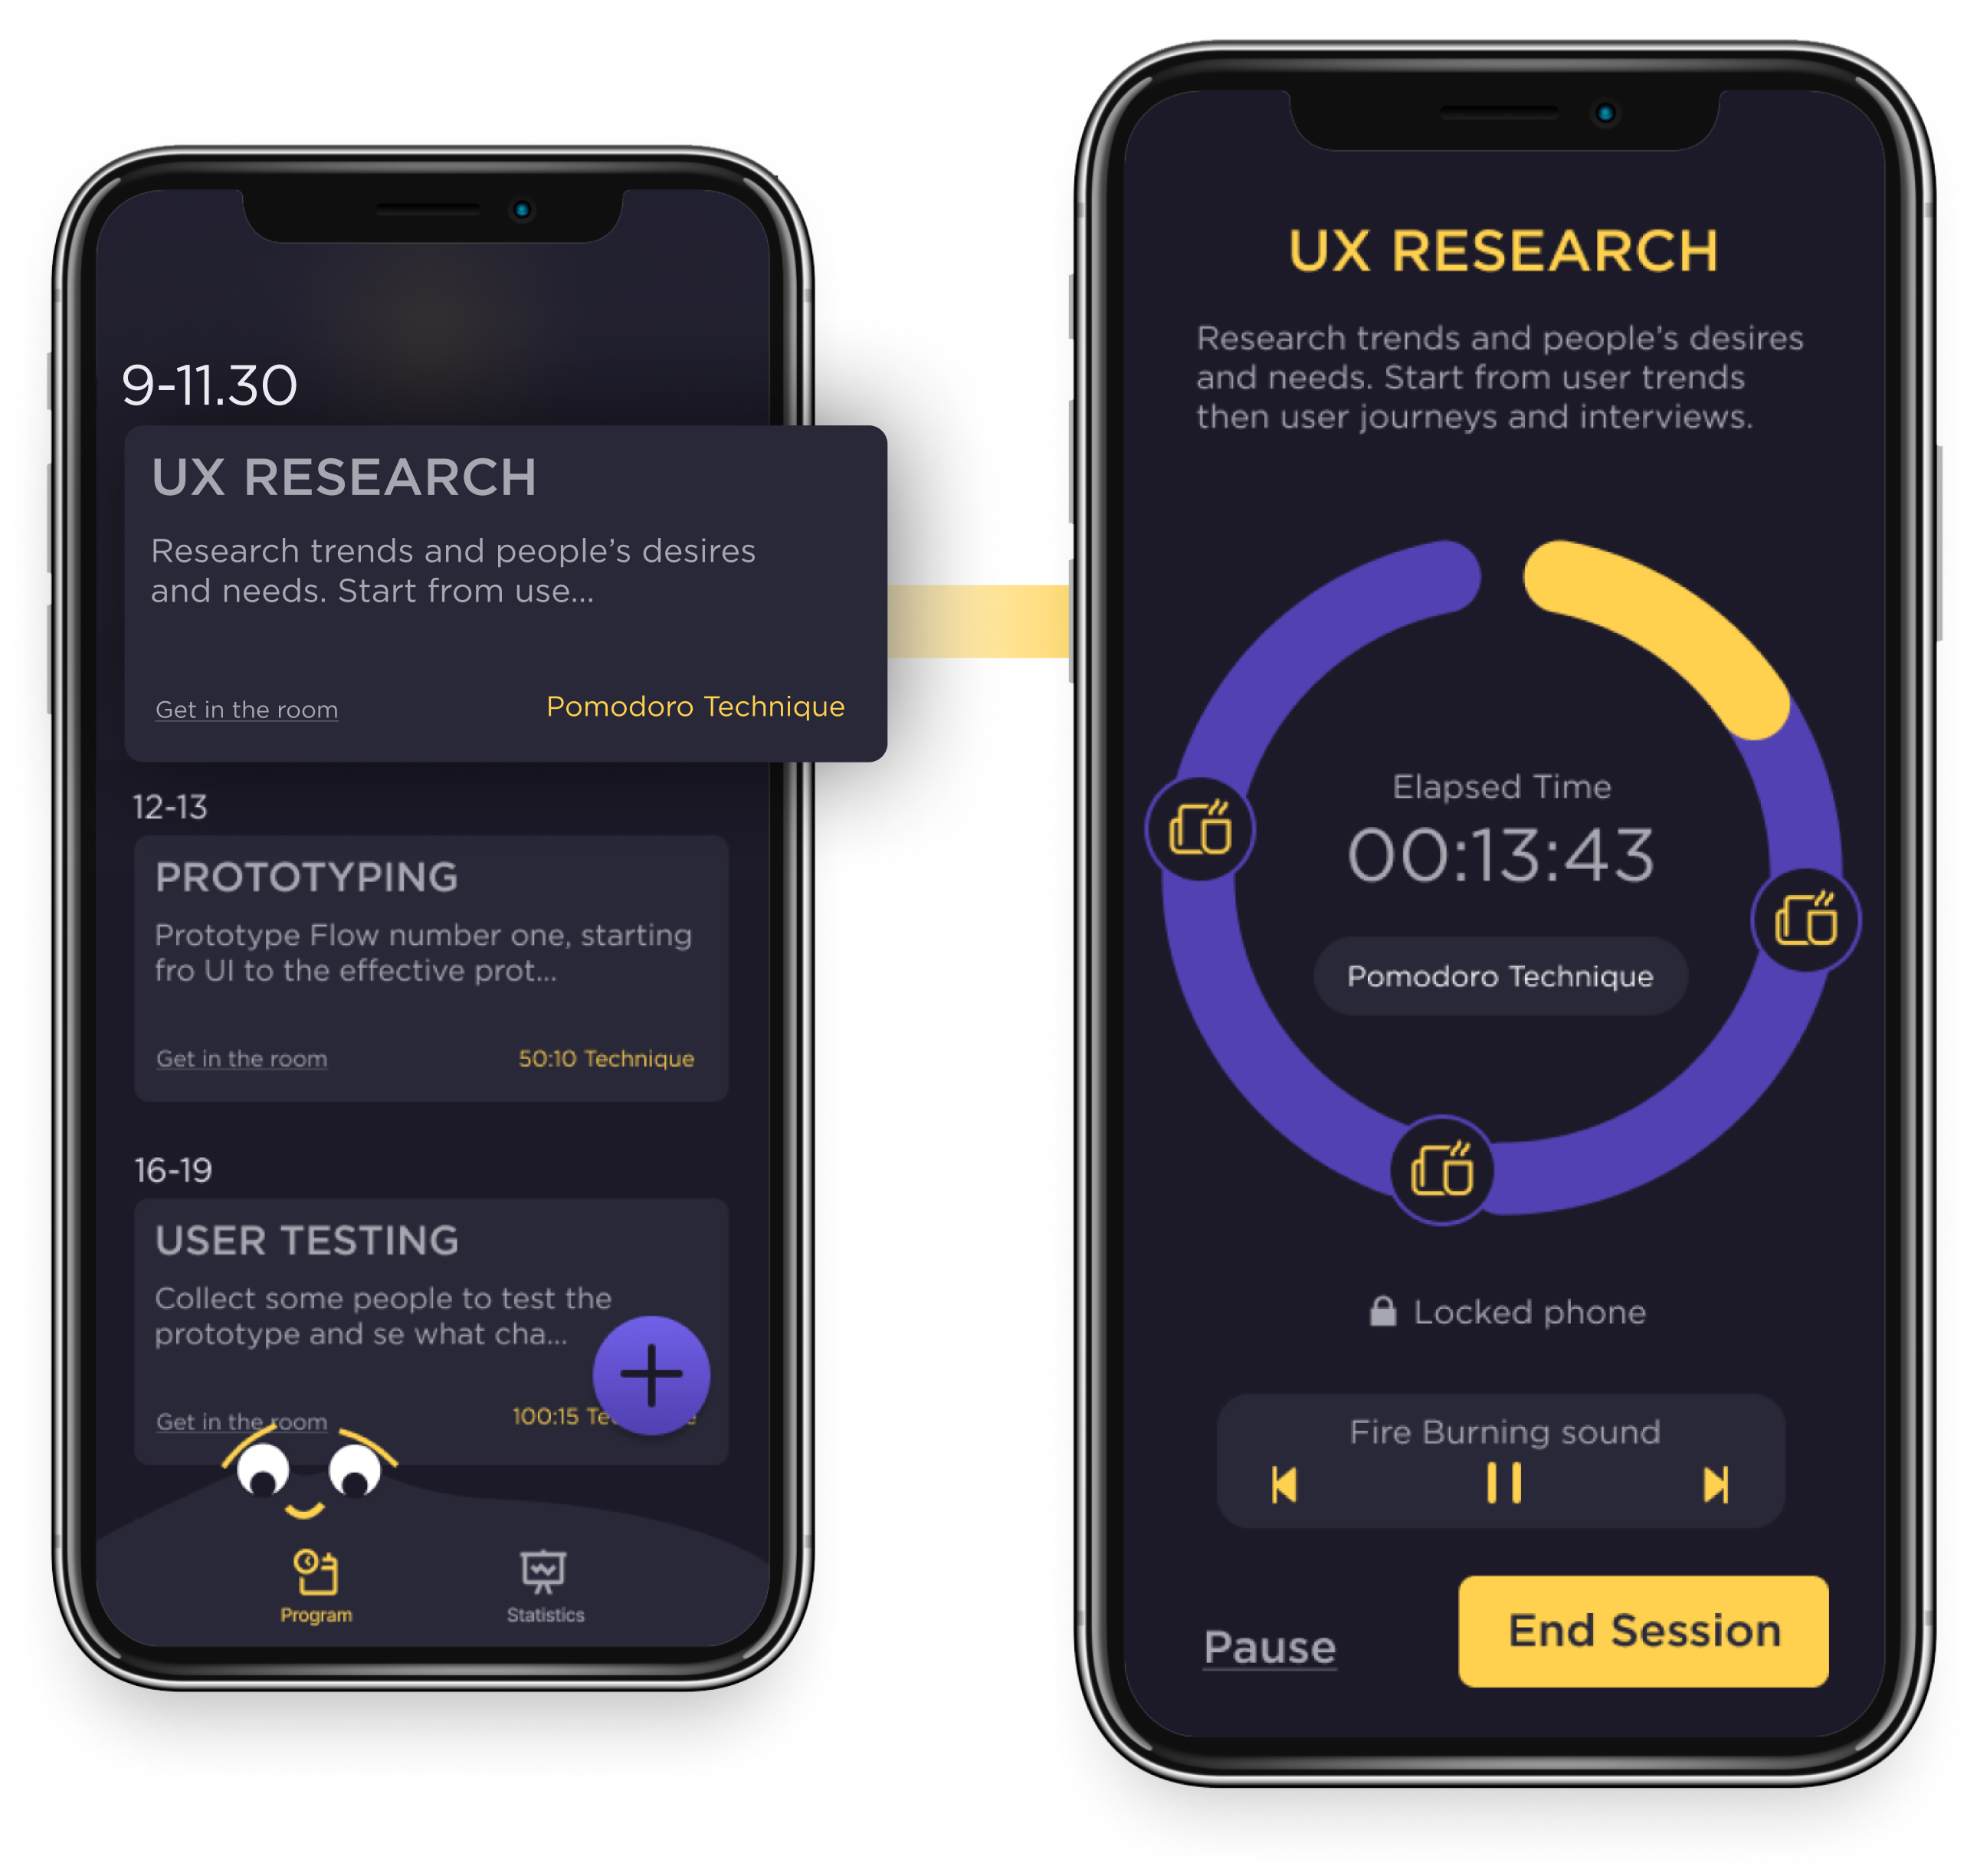 9-11.30
UX RESEARCH
Research trends and people's desires
and needs. Start from use...
Get in the room
Pomodoro Technique
12-13
PROTOTYPING
Prototype Flow number one, starting
fro UI to the effective prot...
Get in the room
50:10 Technique
16-19
USER TESTING
Collect some people to test the
prototype and se what cha...
Get in the room
100:15
Program
Statistics
UX RESEARCH
Research trends and people's desires
and needs. Start from user trends
then user journeys and interviews.
Elapsed Time
00:13:43
Pomodoro Technique
Locked phone
Fire Burning sound
Pause
End Session